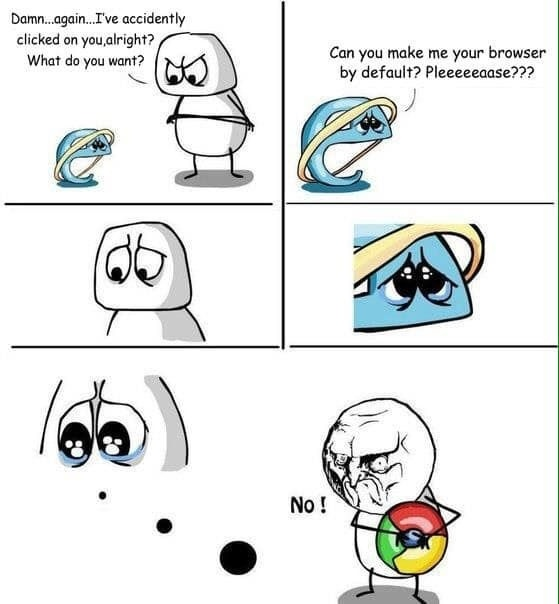 Damn...again...I've accidently
clicked on you,alright?
What do you want?
Can you make me your browser
by default? Pleeeeeaase???
No !